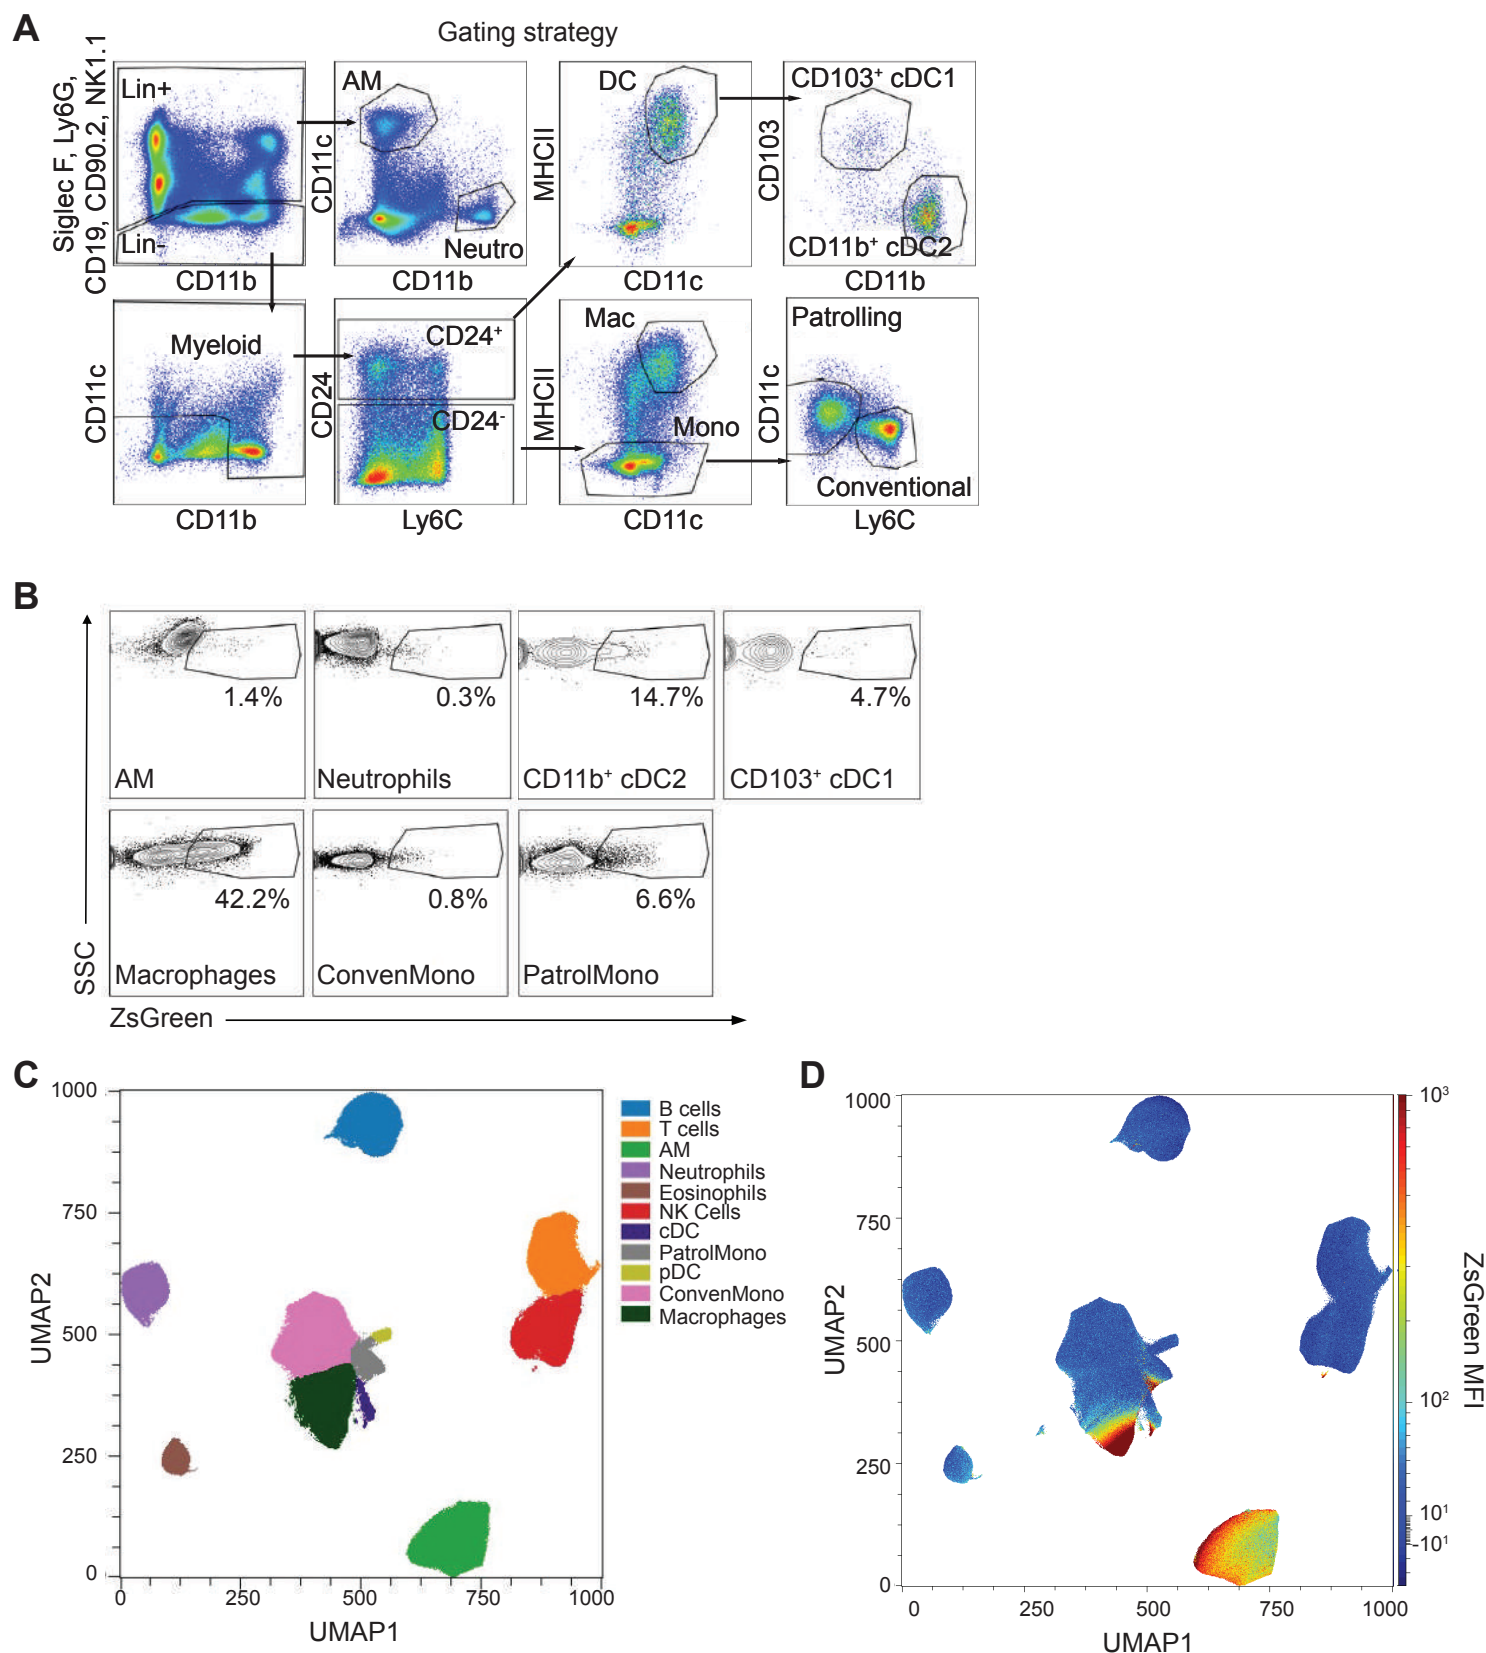 A
Gating strategy
Siglec F, Ly6G,
CD19, CD90.2, NK1.1
Lin+
Lin-
CD11b
AM
Neutro
CD11c
CD11b
DC
MHCII
CD11c
CD103⁺ cDC1
CD11b⁺ cDC2
CD103
CD11b
Myeloid
CD11c
CD11b
CD24⁺
CD24⁻
CD24
Ly6C
Mac
Mono
MHCII
CD11c
Patrolling
Conventional
CD11c
Ly6C
B
1.4%
AM
0.3%
Neutrophils
14.7%
CD11b⁺ cDC2
4.7%
CD103⁺ cDC1
42.2%
Macrophages
0.8%
ConvenMono
6.6%
PatrolMono
SSC
ZsGreen
C
1000
750
500
250
0
UMAP2
0 250 500 750 1000
UMAP1
B cells
T cells
AM
Neutrophils
Eosinophils
NK Cells
cDC
PatrolMono
pDC
ConvenMono
Macrophages
D
1000
750
500
250
0
UMAP2
0 250 500 750 1000
UMAP1
10³
10²
10¹
-10¹
ZsGreen MFI